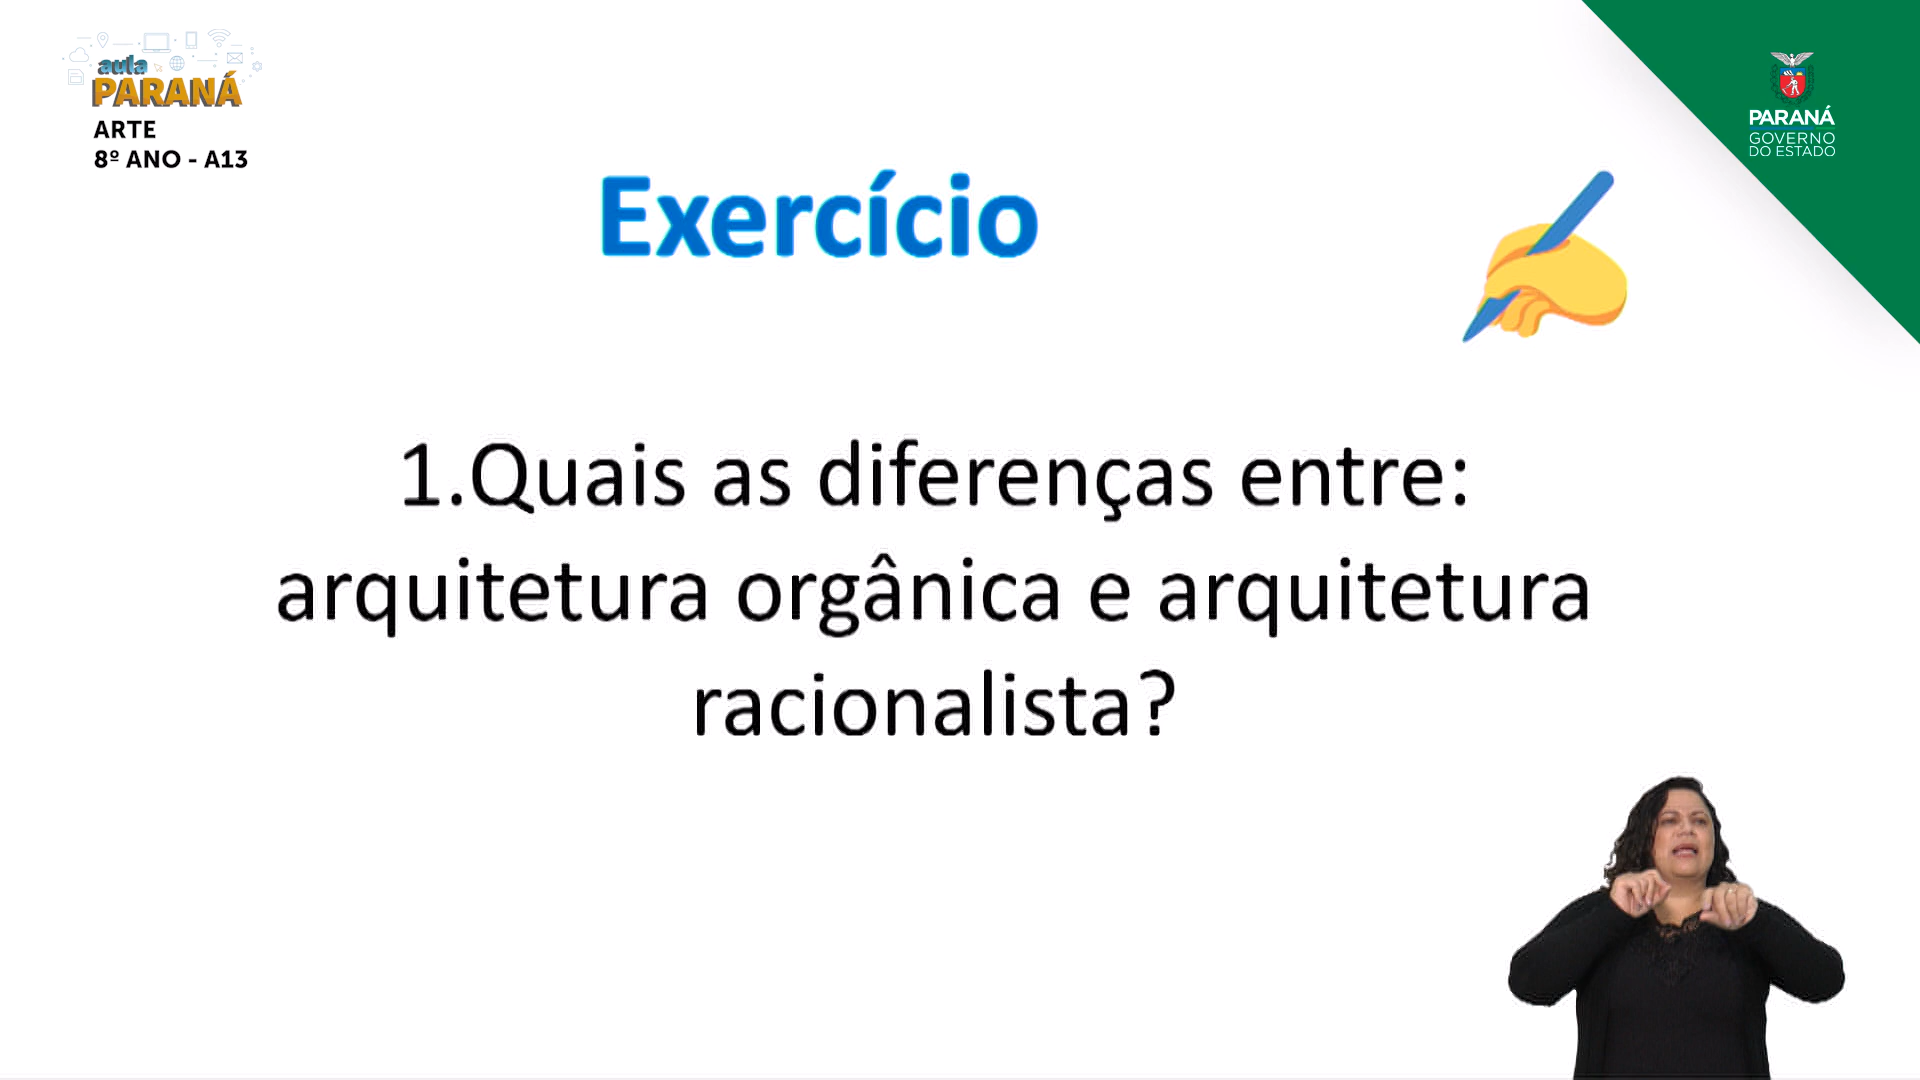 aula
PARANÁ
ARTE
8º ANO - A13
PARANÁ
GOVERNO
DO ESTADO
Exercício
1.Quais as diferenças entre:
arquitetura orgânica e arquitetura
racionalista?